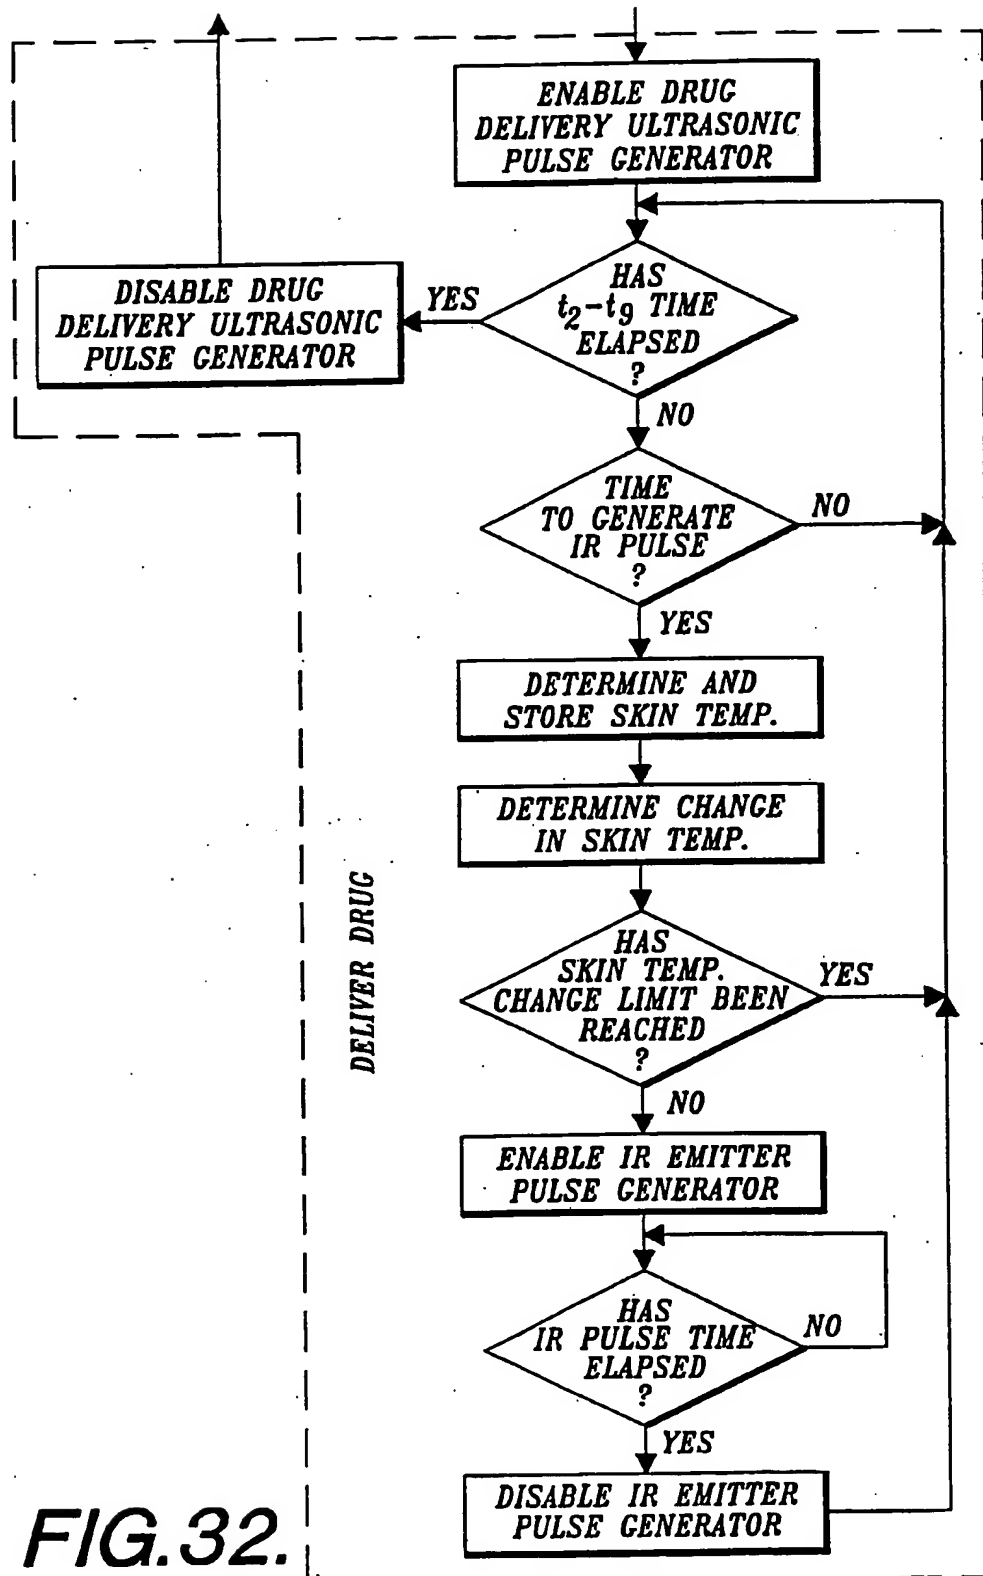 ENABLE DRUG
DELIVERY ULTRASONIC
PULSE GENERATOR
HAS
t₂-t₉ TIME
ELAPSED
?
YES
DISABLE DRUG
DELIVERY ULTRASONIC
PULSE GENERATOR
NO
TIME
TO GENERATE
IR PULSE
?
NO
YES
DETERMINE AND
STORE SKIN TEMP.
DETERMINE CHANGE
IN SKIN TEMP.
DELIVER DRUG
HAS
SKIN TEMP.
CHANGE LIMIT BEEN
REACHED
?
YES
NO
ENABLE IR EMITTER
PULSE GENERATOR
HAS
IR PULSE TIME
ELAPSED
?
NO
YES
DISABLE IR EMITTER
PULSE GENERATOR
FIG.32.